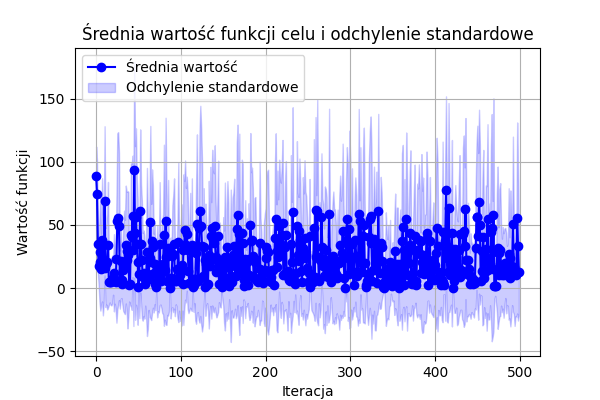 Średnia wartość funkcji celu i odchylenie standardowe
Średnia wartość
Odchylenie standardowe
Wartość funkcji
150
100
50
0
−50
0 100 200 300 400 500
Iteracja